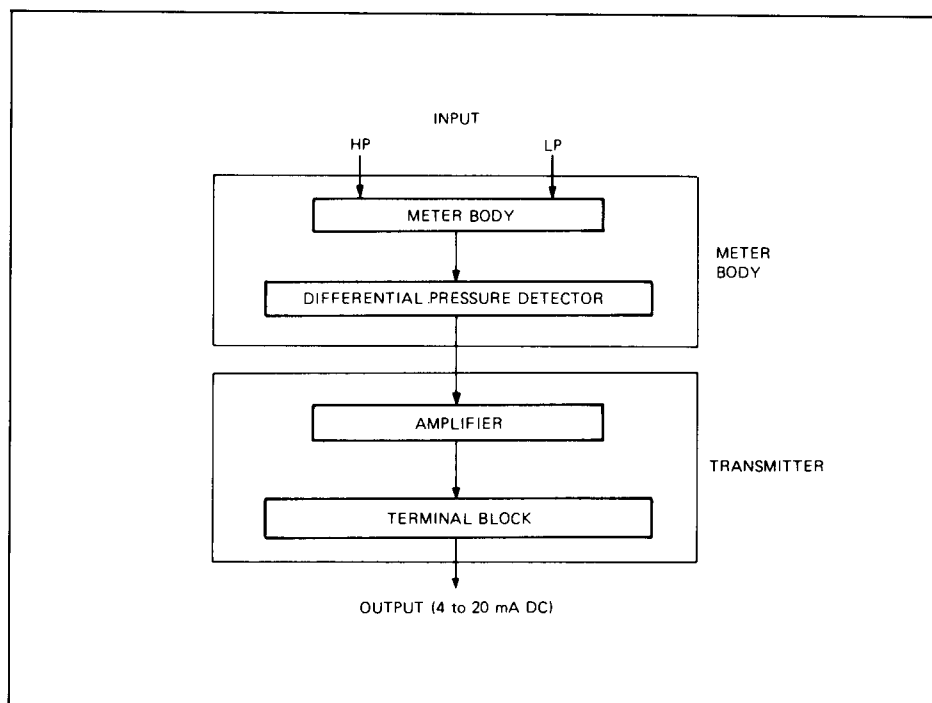 INPUT
HP
LP
METER BODY
DIFFERENTIAL PRESSURE DETECTOR
METER
BODY
AMPLIFIER
TERMINAL BLOCK
TRANSMITTER
OUTPUT (4 to 20 mA DC)